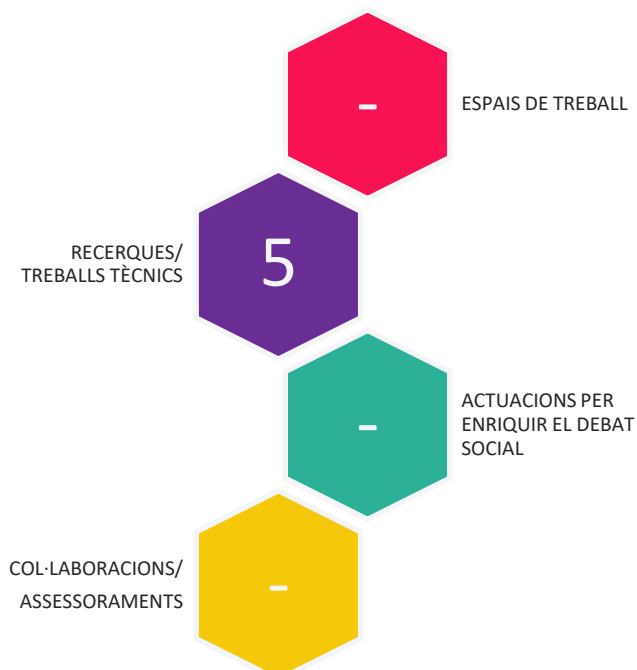 -
ESPAIS DE TREBALL
RECERQUES/
TREBALLS TÈCNICS
5
-
ACTUACIONS PER
ENRIQUIR EL DEBAT
SOCIAL
COL·LABORACIONS/
ASSESSORAMENTS
-